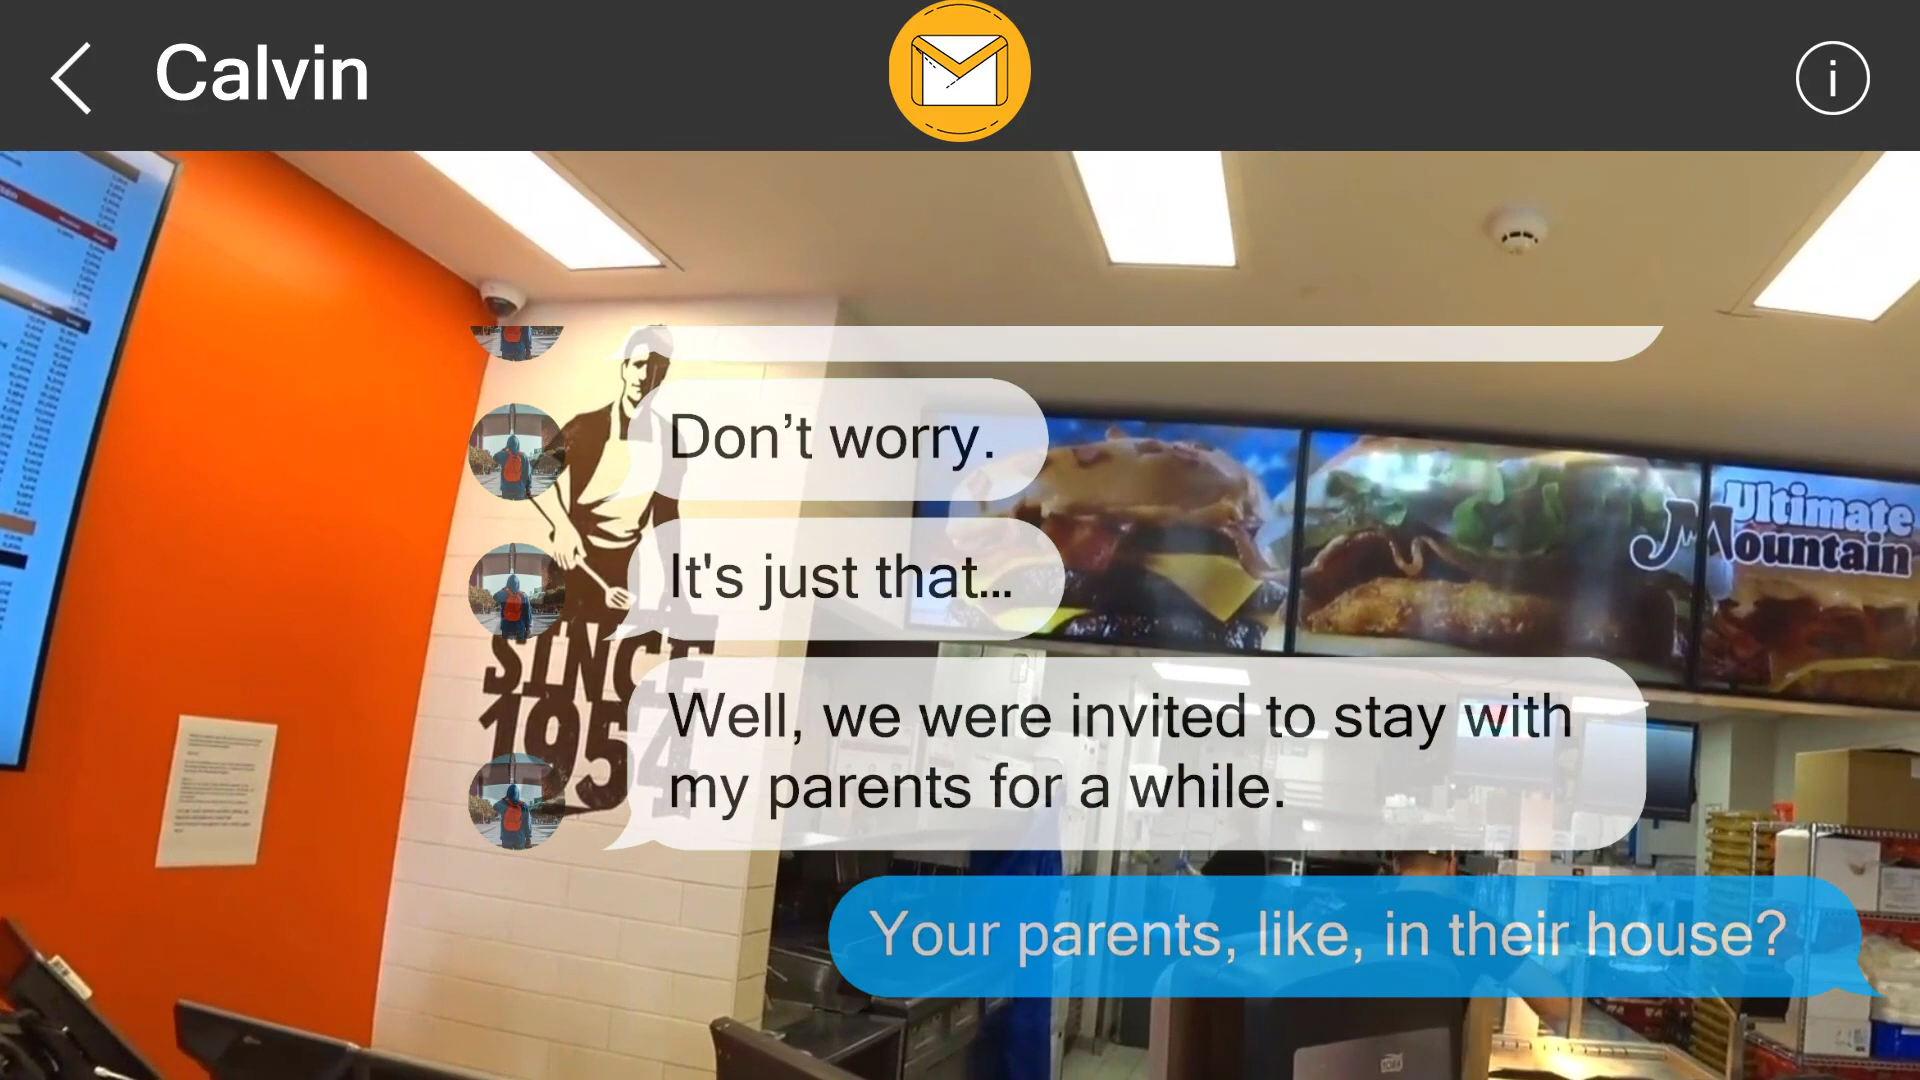 Calvin
i
Don’t worry.
It's just that...
SINCE
1954
Ultimate
Mountain
Well, we were invited to stay with
my parents for a while.
Your parents, like, in their house?